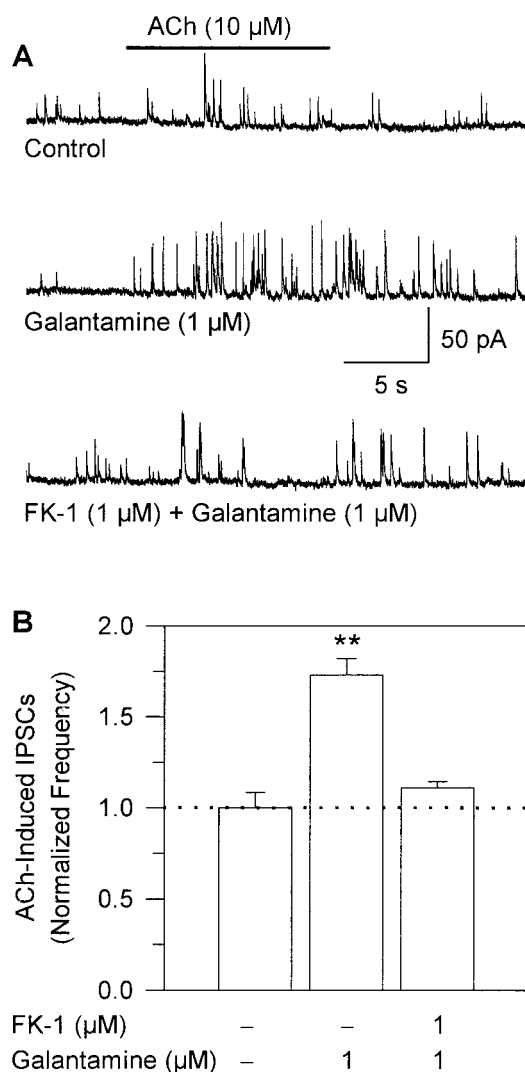 ACh (10 µM)
A
Control
Galantamine (1 µM)
50 pA
5 s
FK-1 (1 µM) + Galantamine (1 µM)
B
ACh-Induced IPSCs
(Normalized Frequency)
2.0
**
1.5
1.0
0.5
0.0
FK-1 (µM) – – 1
Galantamine (µM) – 1 1